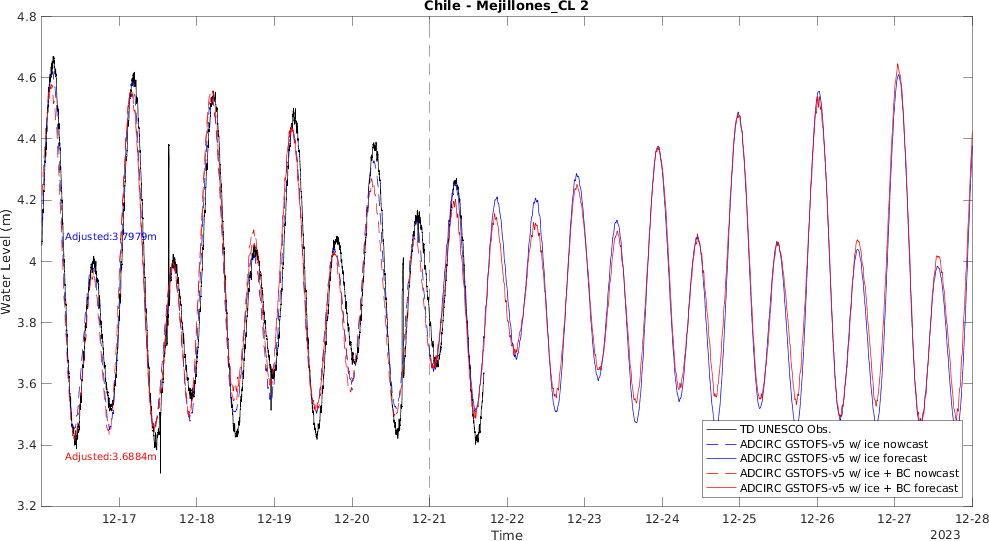 Chile - Mejillones_CL 2
4.8
4.6
4.4
4.2
4
3.8
3.6
3.4
3.2
Water Level (m)
Adjusted:3.7979m
Adjusted:3.6884m
TD UNESCO Obs.
ADCIRC GSTOFS-v5 w/ ice nowcast
ADCIRC GSTOFS-v5 w/ ice forecast
ADCIRC GSTOFS-v5 w/ ice + BC nowcast
ADCIRC GSTOFS-v5 w/ ice + BC forecast
12-17 12-18 12-19 12-20 12-21 12-22 12-23 12-24 12-25 12-26 12-27 12-28
Time
2023